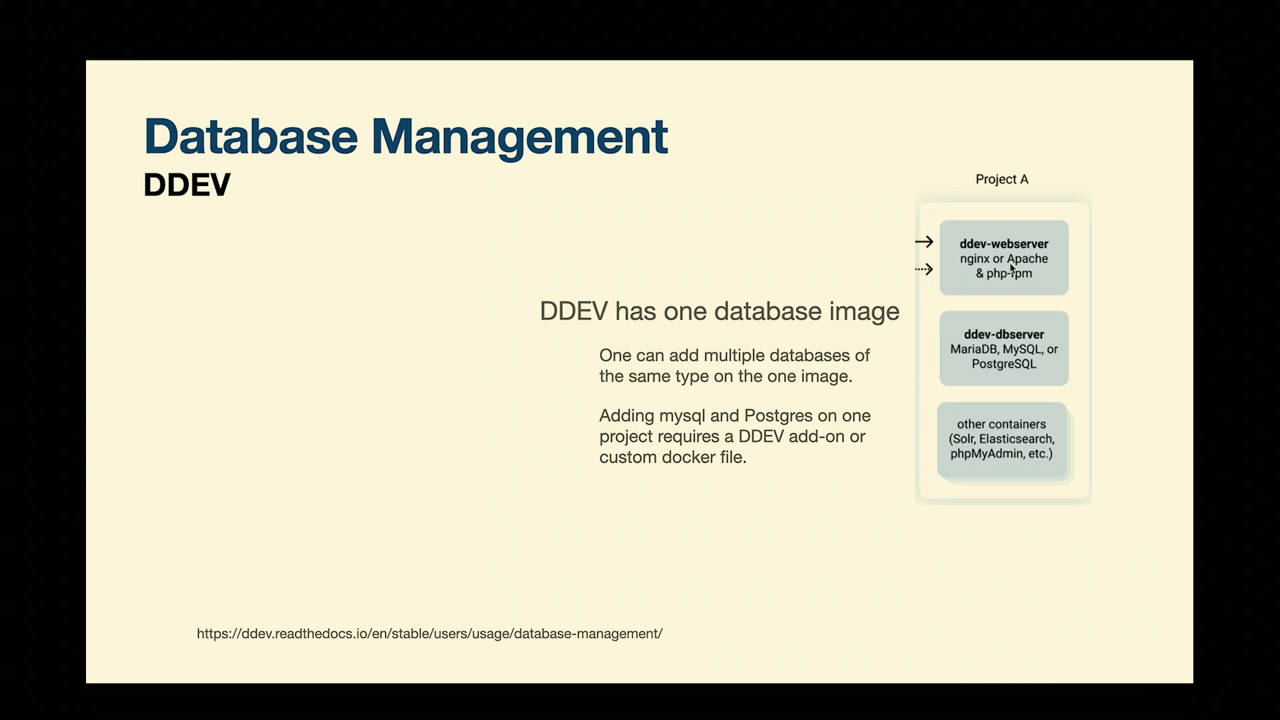 Database Management
DDEV
Project A
ddev-webserver
nginx or Apache
& php-fpm
DDEV has one database image
ddev-dbserver
MariaDB, MySQL, or
PostgreSQL
One can add multiple databases of
the same type on the one image.
Adding mysql and Postgres on one
project requires a DDEV add-on or
custom docker file.
other containers
(Solr, Elasticsearch,
phpMyAdmin, etc.)
https://ddev.readthedocs.io/en/stable/users/usage/database-management/